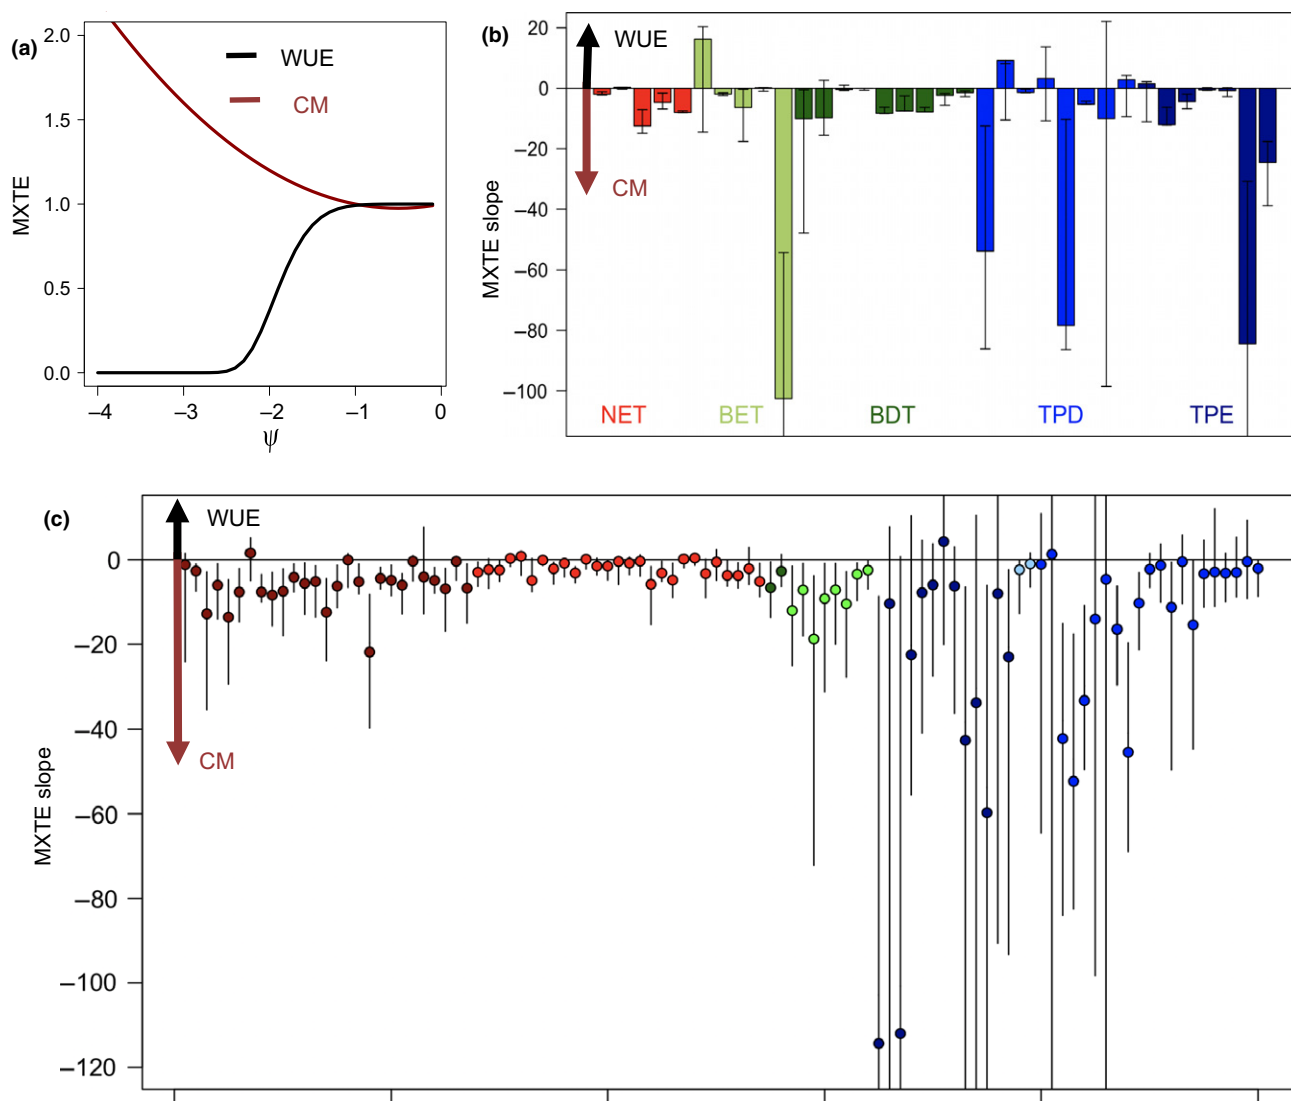 (a)
MXTE
2.0
1.5
1.0
0.5
0.0
WUE
CM
–4 –3 –2 –1 0
ψ
(b)
MXTE slope
20
0
–20
–40
–60
–80
–100
WUE
CM
NET BET BDT TPD TPE
(c)
MXTE slope
0
–20
–40
–60
–80
–100
–120
WUE
CM